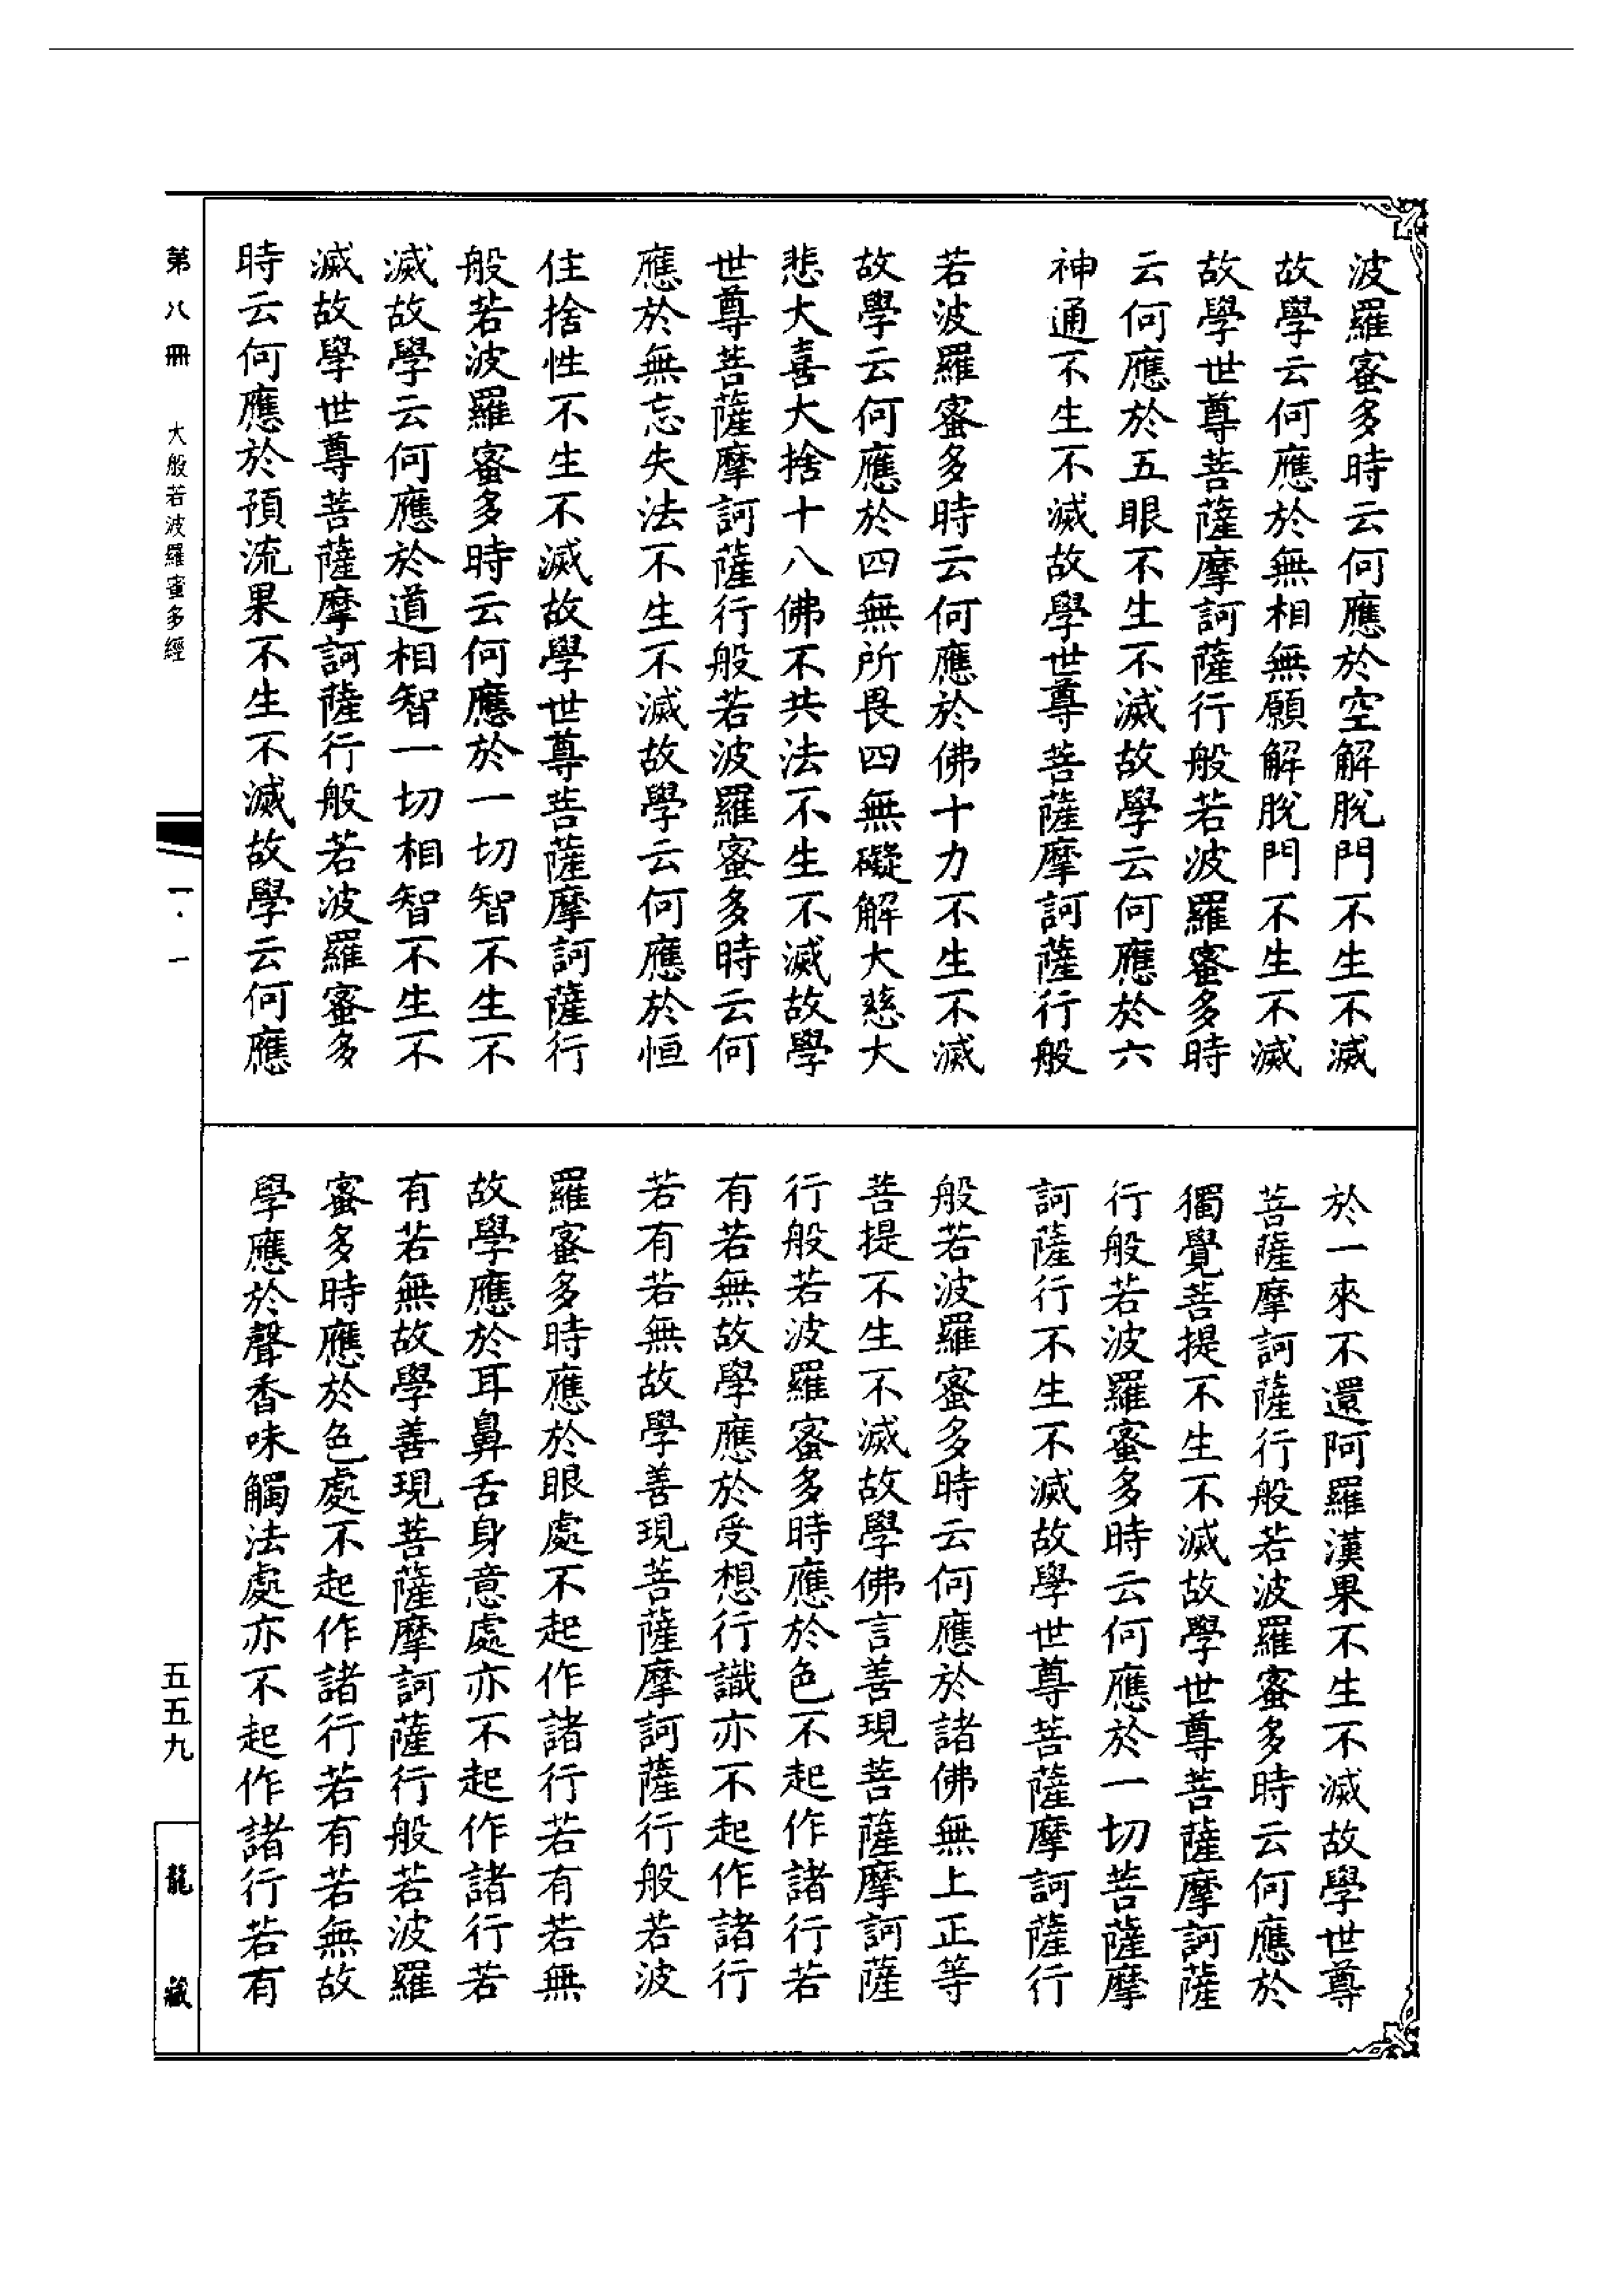 波羅蜜多時云何應於空解脫門不生不滅
故學云何應於無相無願解脫門不生不滅
故學世尊菩薩摩訶薩行般若波羅蜜多時
云何應於五眼不生不滅故學云何應於六
神通不生不滅故學世尊菩薩摩訶薩行般
若波羅蜜多時云何應於佛十力不生不滅
故學云何應於四無所畏四無礙解大慈大
悲大喜大捨十八佛不共法不生不滅故學
世尊菩薩摩訶薩行般若波羅蜜多時云何
應於無忘失法不生不滅故學云何應於恒
住捨性不生不滅故學世尊菩薩摩訶薩行
般若波羅蜜多時云何應於一切智不生不
滅故學云何應於道相智一切相智不生不
滅故學世尊菩薩摩訶薩行般若波羅蜜多
時云何應於預流果不生不滅故學云何應
於一來不還阿羅漢果不生不滅故學世尊
菩薩摩訶薩行般若波羅蜜多時云何應於
獨覺菩提不生不滅故學世尊菩薩摩訶薩
行般若波羅蜜多時云何應於一切菩薩摩
訶薩行不生不滅故學世尊菩薩摩訶薩行
般若波羅蜜多時云何應於諸佛無上正等
菩提不生不滅故學佛言善現菩薩摩訶薩
行般若波羅蜜多時應於色不起作諸行若
有若無故學應於受想行識亦不起作諸行
若有若無故學善現菩薩摩訶薩行般若波
羅蜜多時應於眼處不起作諸行若有若無
故學應於耳鼻舌身意處亦不起作諸行若
有若無故學善現菩薩摩訶薩行般若波羅
蜜多時應於色處不起作諸行若有若無故
學應於聲香味觸法處亦不起作諸行若有
第八冊 大般若波羅蜜多經 一·一 五五九 龍藏